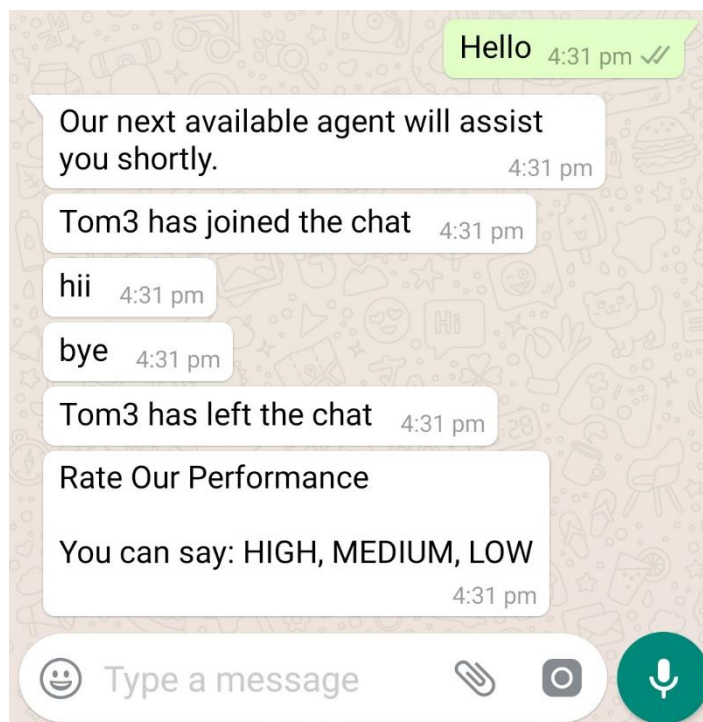 Hello 4:31 pm
Our next available agent will assist
you shortly. 4:31 pm
Tom3 has joined the chat 4:31 pm
hii 4:31 pm
bye 4:31 pm
Tom3 has left the chat 4:31 pm
Rate Our Performance
You can say: HIGH, MEDIUM, LOW
4:31 pm
Type a message